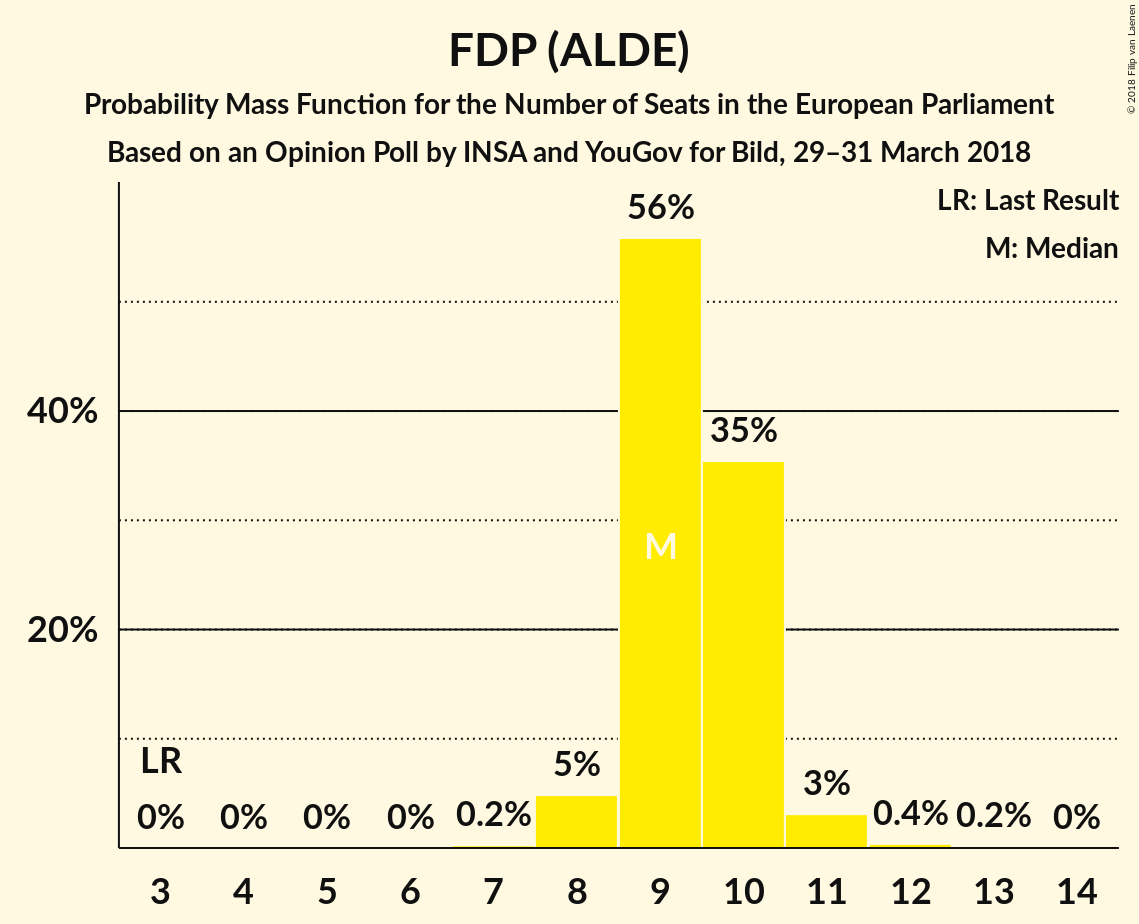 FDP (ALDE)
Probability Mass Function for the Number of Seats in the European Parliament
Based on an Opinion Poll by INSA and YouGov for Bild, 29–31 March 2018
© 2018 Filip van Laenen
LR: Last Result
M: Median
56%
40%
35%
M
20%
LR
5%
3%
0%
0%
0%
0%
0.2%
0.4%
0.2%
0%
3 4 5 6 7 8 9 10 11 12 13 14